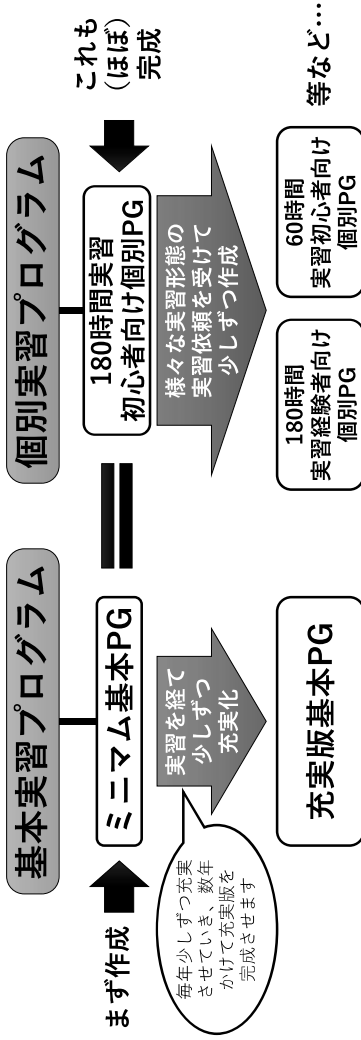 基本実習プログラム
まず作成
ミニマム基本PG
実習を経て
少しずつ
充実化
毎年少しずつ充実
させていき、数年
かけて充実版を
完成させます
充実版基本PG
個別実習プログラム
180時間実習
初心者向け個別PG
これも
(ほぼ)
完成
様々な実習形態の
実習依頼を受けて
少しずつ作成
180時間
実習経験者向け
個別PG
60時間
実習初心者向け
個別PG
等など…